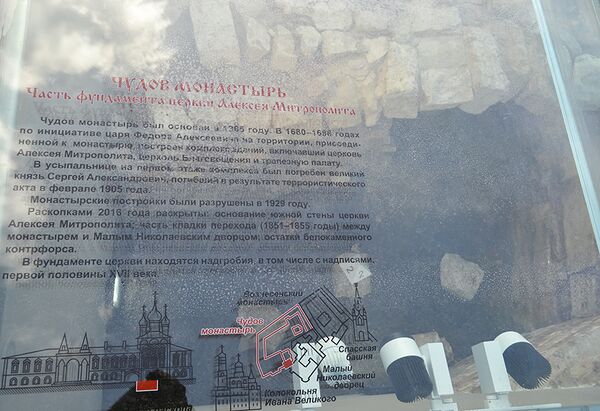 ЧУДОВ МОНАСТЫРЬ
Часть фундамента церкви Алексея Митрополита
Чудов монастырь был основан в 1365 году. В 1680–1686 годах
по инициативе царя Федора Алексеевича на территории, присоеди-
ненной к монастырю, построен комплекс зданий, включавший церковь
Алексея Митрополита, церковь Благовещения и трапезную палату.
В усыпальнице на первом этаже комплекса был погребен великий
князь Сергей Александрович, погибший в результате террористического
акта в феврале 1905 года.
Монастырские постройки были разрушены в 1929 году.
Раскопками 2016 года раскрыты: основание южной стены церкви
Алексея Митрополита; часть кладки перехода (1851–1855 годы) между
монастырем и Малым Николаевским дворцом; остатки белокаменного
контрфорса.
В фундаменте церкви находятся надгробия, в том числе с надписями,
первой половины XVII века.
Вознесенский
монастырь
Чудов
монастырь
Спасская
башня
Малый
Николаевский
дворец
Колокольня
Ивана Великого